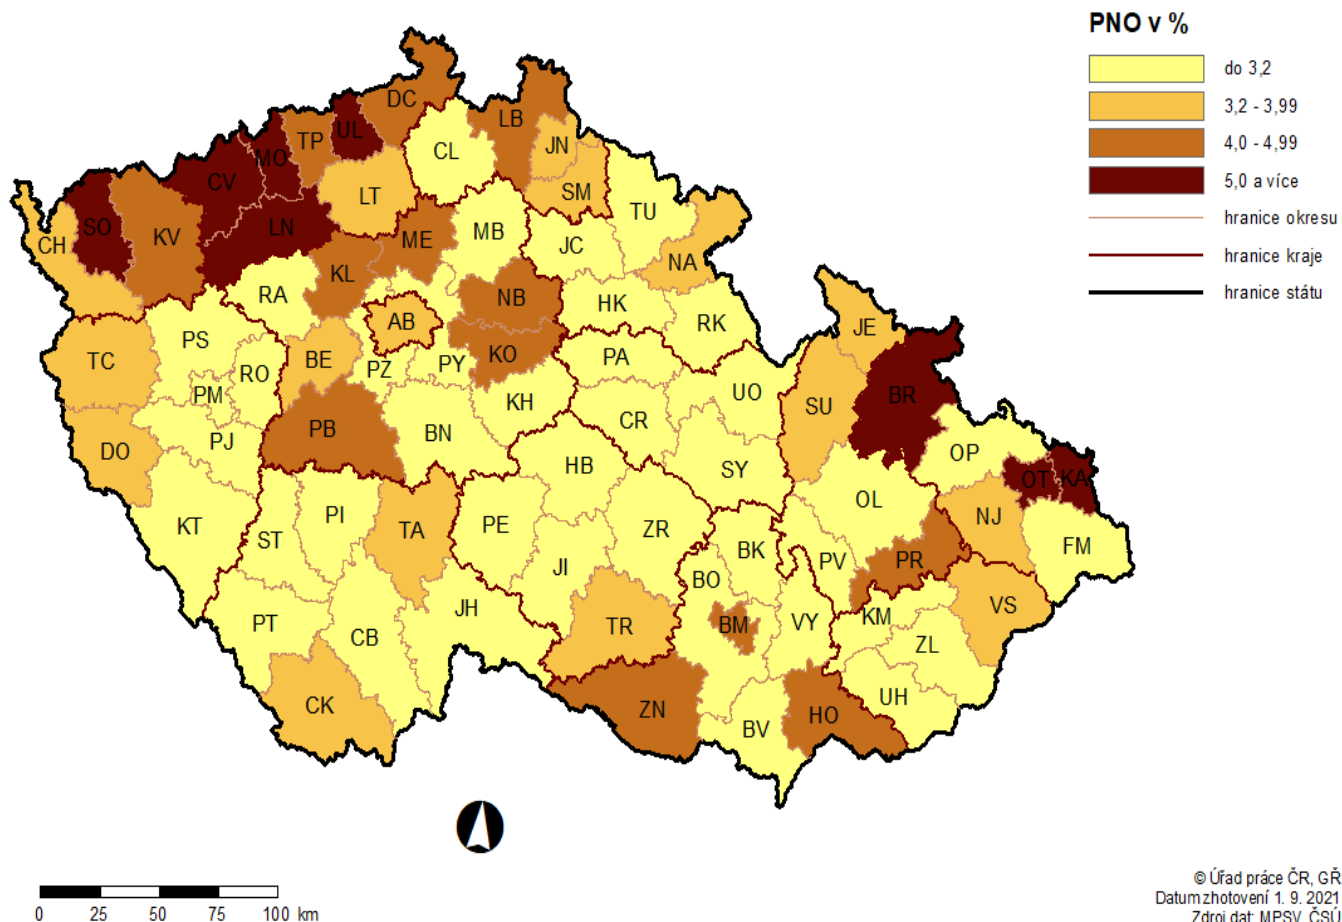 PNO v %
do 3,2
3,2 - 3,99
4,0 - 4,99
5,0 a více
hranice okresu
hranice kraje
hranice státu
DC
LB
UL
TP
JN
MO
CL
CV
SM
LT
TU
SO
KV
LN
ME
MB
JC
CH
NA
KL
RA
NB
HK
JE
AB
RK
PS
TC
BE
PZ
PY
KO
PA
RO
UO
SU
BR
PM
KH
CR
PB
BN
PJ
DO
OP
HB
SY
OT
KA
OL
KT
ST
PI
TA
PE
ZR
NJ
FM
BK
JI
BO
PV
PR
JH
VS
PT
CB
TR
BM
VY
KM
ZL
CK
UH
ZN
BV
HO
0 25 50 75 100 km
© Úřad práce ČR, GŘ
Datum zhotovení 1. 9. 2021
Zdroj dat: MPSV, ČSÚ